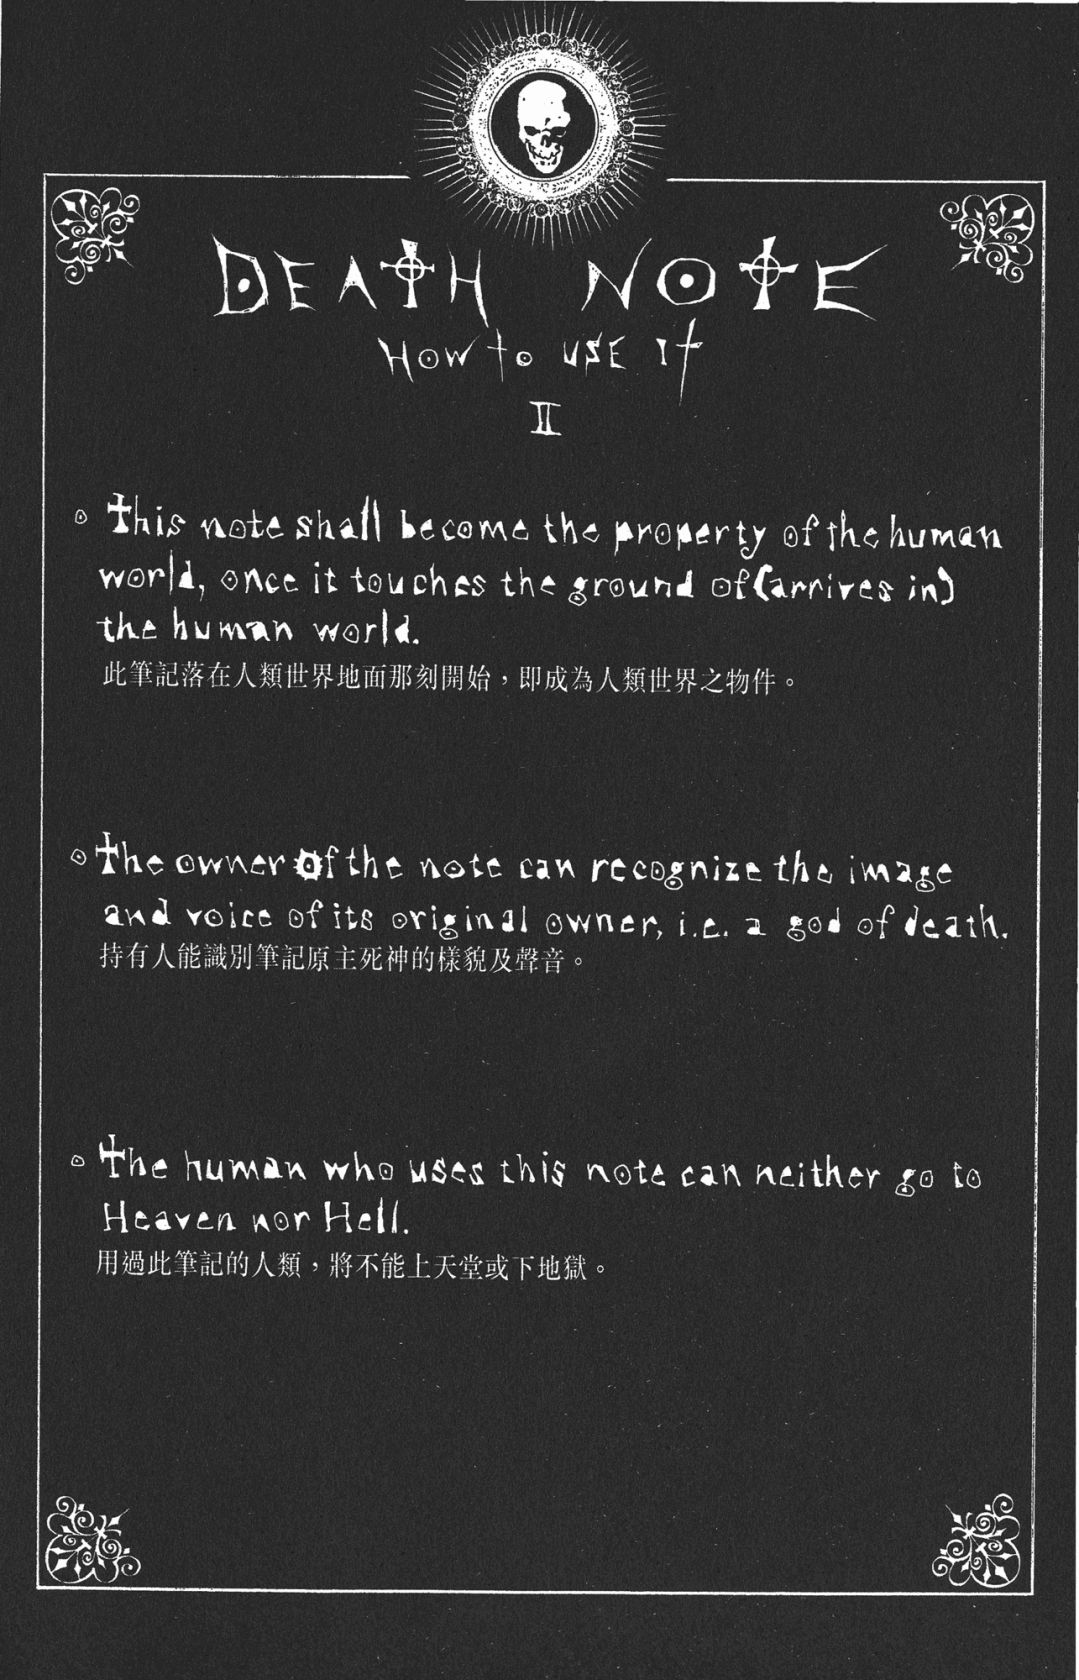 DEATH NOTE
How to use it
II
This note shall become the property of the human
world, once it touches the ground of (arrives in)
the human world.
此筆記落在人類世界地面那刻開始，即成為人類世界之物件。
The owner of the note can recognize the image
and voice of its original owner, i.e. a god of death.
持有人能識別筆記原主死神的樣貌及聲音。
The human who uses this note can neither go to
Heaven nor Hell.
用過此筆記的人類，將不能上天堂或下地獄。